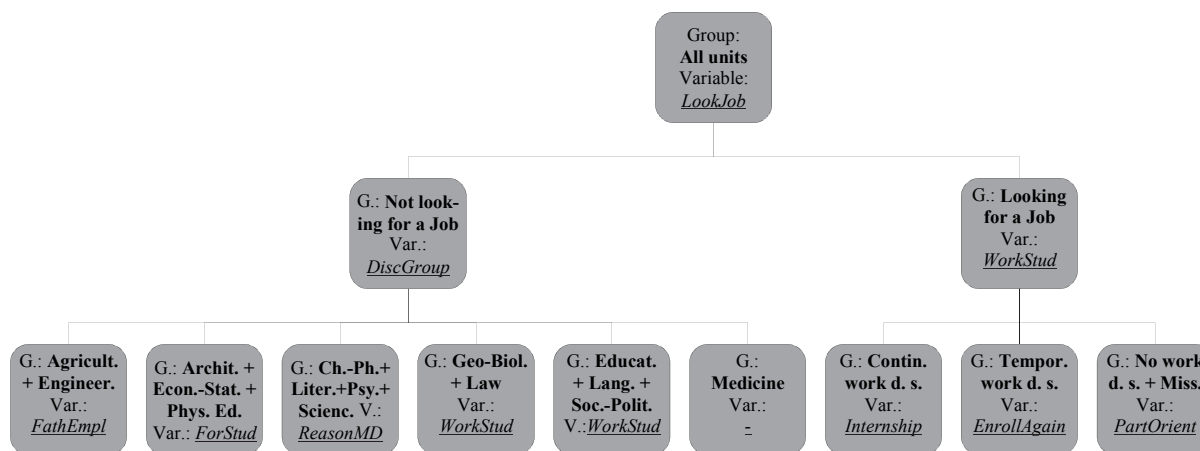 Group:
All units
Variable:
LookJob
G.: Not look-
ing for a Job
Var.:
DiscGroup
G.: Looking
for a Job
Var.:
WorkStud
G.: Agricult.
+ Engineer.
Var.:
FathEmpl
G.: Archit. +
Econ.-Stat. +
Phys. Ed.
Var.: ForStud
G.: Ch.-Ph.+
Liter.+Psy.+
Scienc. V.:
ReasonMD
G.: Geo-Biol.
+ Law
Var.:
WorkStud
G.: Educat. +
Lang. +
Soc.-Polit.
V.:WorkStud
G.:
Medicine
Var.:
-
G.: Contin.
work d. s.
Var.:
Internship
G.: Tempor.
work d. s.
Var.:
EnrollAgain
G.: No work
d. s. + Miss.
Var.:
PartOrient